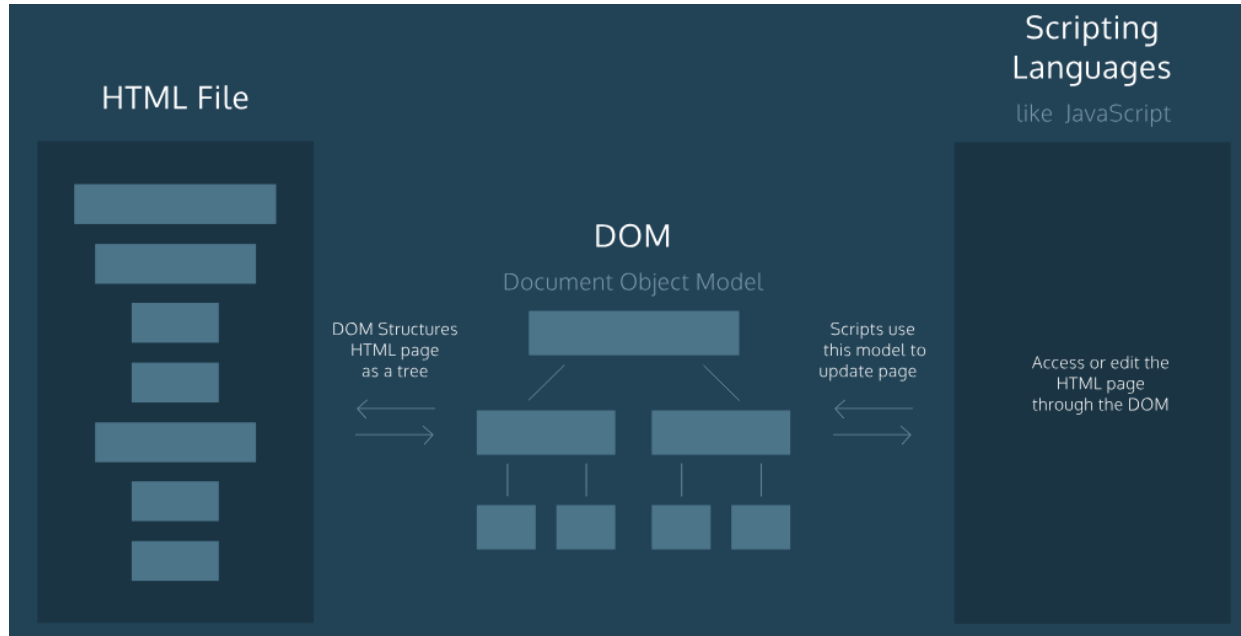 HTML File
DOM Structures
HTML page
as a tree
DOM
Document Object Model
Scripts use
this model to
update page
Scripting
Languages
like JavaScript
Access or edit the
HTML page
through the DOM